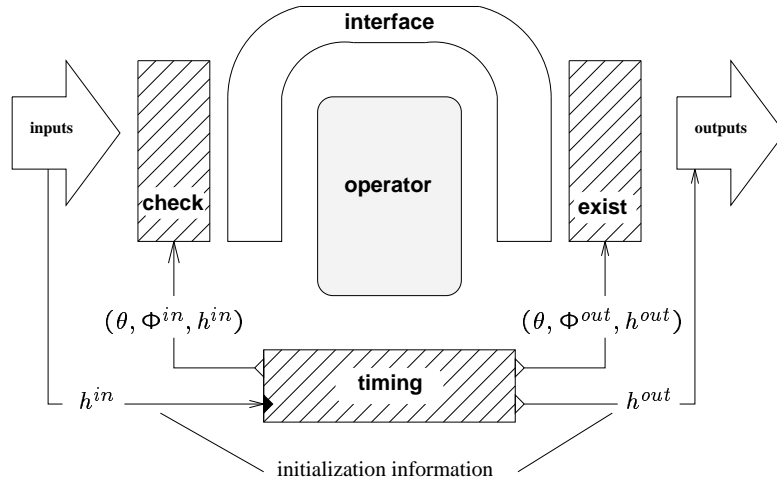 interface
inputs
outputs
operator
check
exist
(θ, Φ^{in}, h^{in})
(θ, Φ^{out}, h^{out})
timing
h^{in}
h^{out}
initialization information